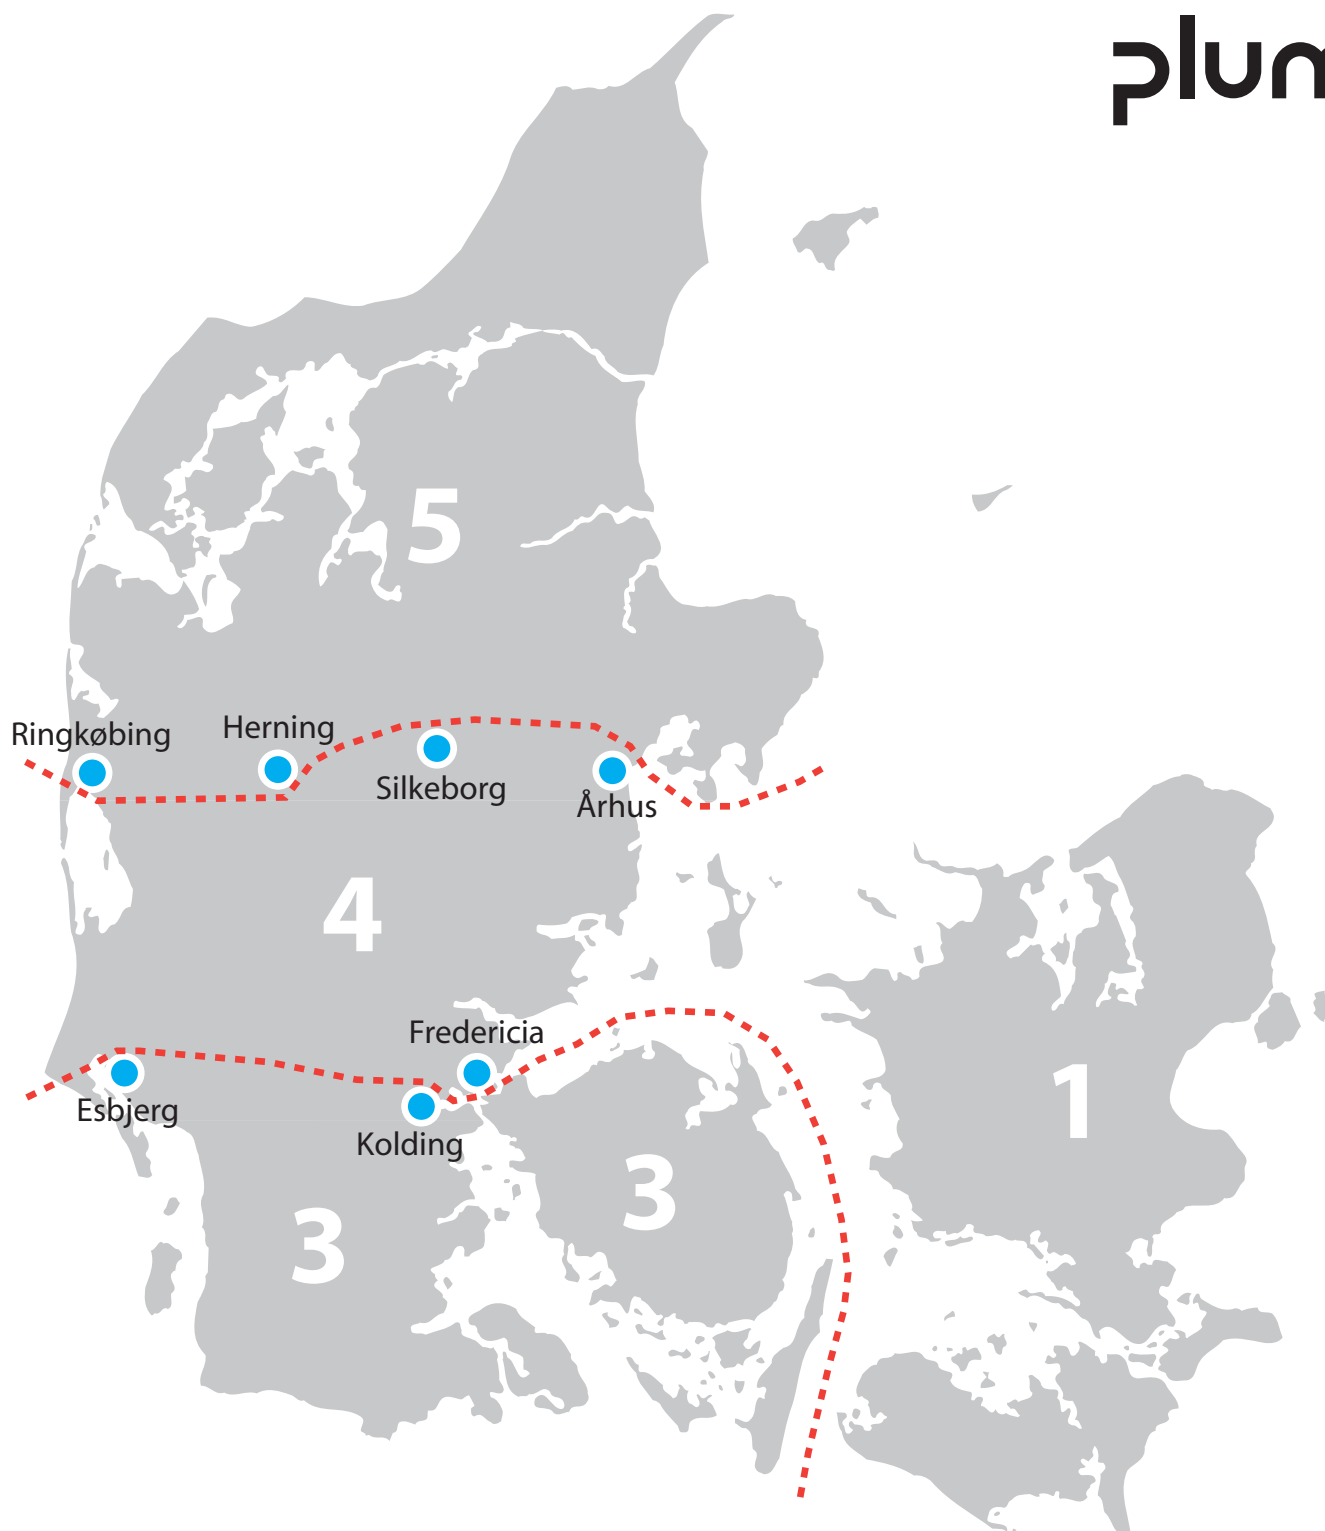 plum
5
Ringkøbing
Herning
Silkeborg
Århus
4
Fredericia
Esbjerg
Kolding
1
3
3